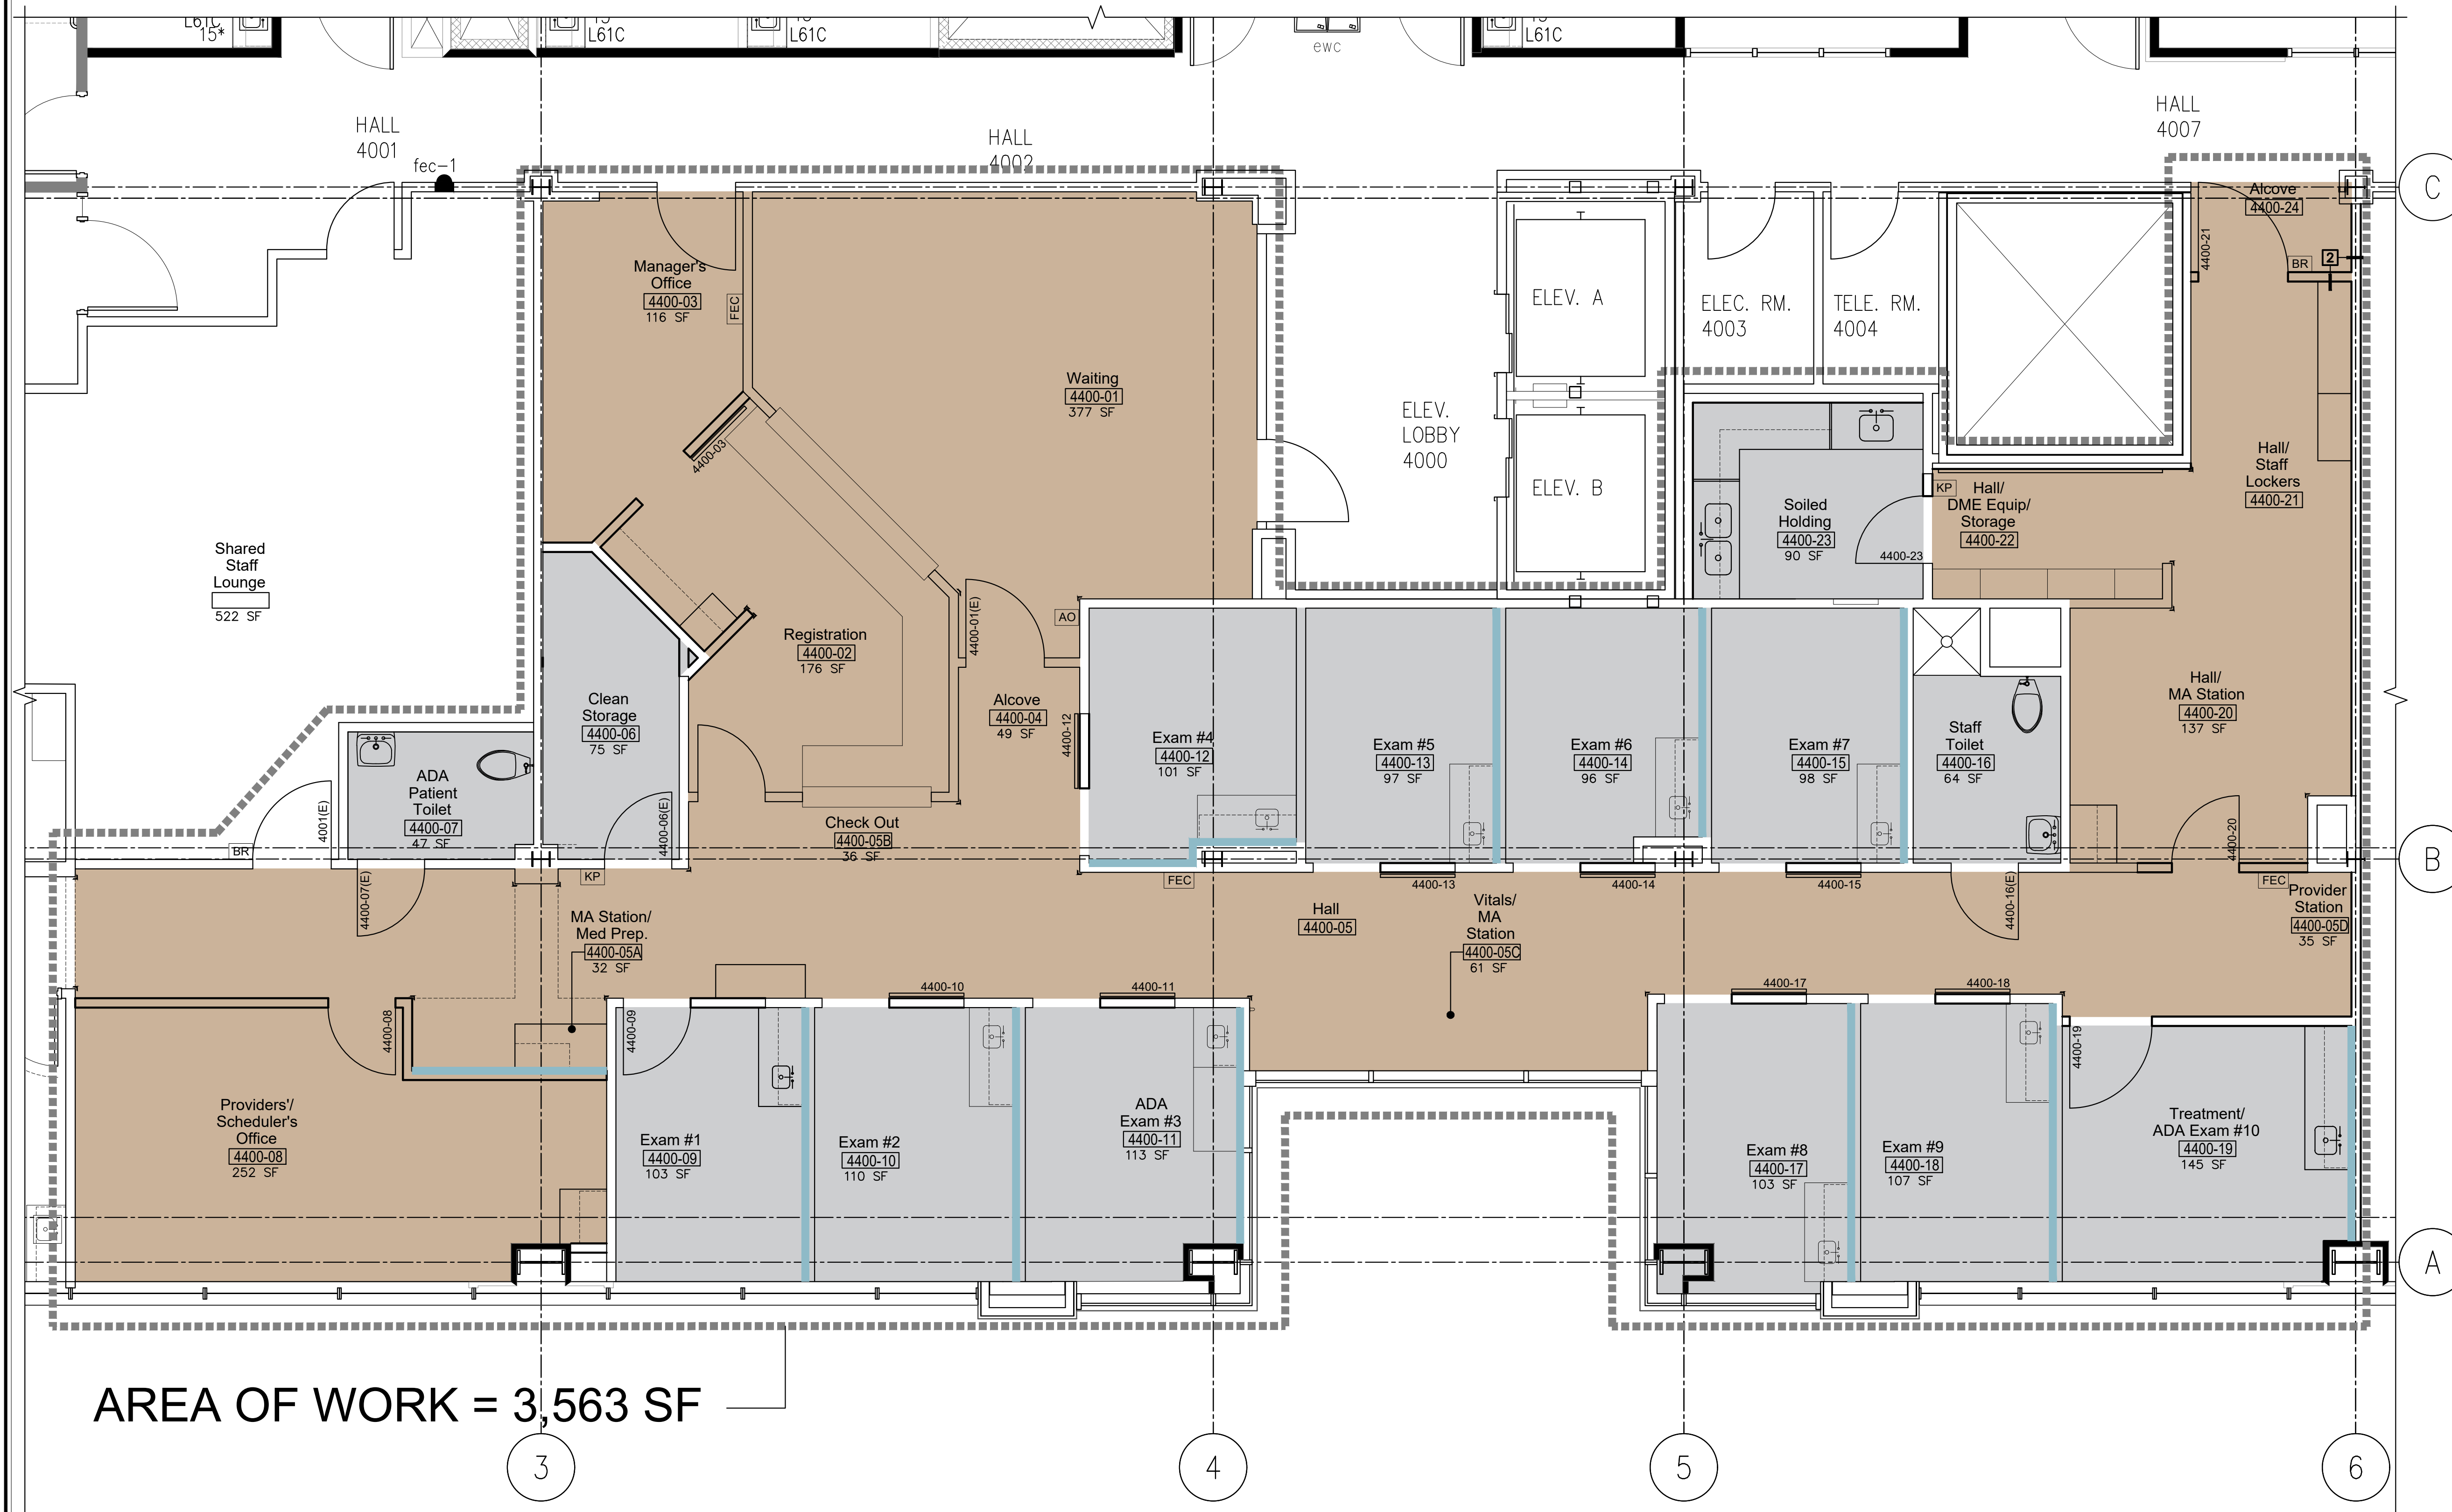 L61C
15*
L61C
L61C
ewc
L61C
HALL
4001
fec-1
HALL
4002
HALL
4007
C
Alcove
4400-24
4400-21
BR
2
Manager's
Office
4400-03
116 SF
FEC
4400-03
Waiting
4400-01
377 SF
ELEV.
LOBBY
4000
ELEV. A
ELEV. B
ELEC. RM.
4003
TELE. RM.
4004
Hall/
Staff
Lockers
4400-21
KP
Hall/
DME Equip/
Storage
4400-22
Soiled
Holding
4400-23
90 SF
4400-23
Shared
Staff
Lounge
522 SF
Registration
4400-02
176 SF
4400-01(E)
AO
Clean
Storage
4400-06
75 SF
4400-06(E)
Alcove
4400-04
49 SF
4400-12
Exam #4
4400-12
101 SF
Exam #5
4400-13
97 SF
Exam #6
4400-14
96 SF
Exam #7
4400-15
98 SF
Staff
Toilet
4400-16
64 SF
Hall/
MA Station
4400-20
137 SF
4400-20
ADA
Patient
Toilet
4400-07
47 SF
4001(E)
BR
Check Out
4400-05B
36 SF
B
KP
FEC
4400-13
4400-14
4400-15
FEC
4400-07(E)
MA Station/
Med Prep.
4400-05A
32 SF
Hall
4400-05
Vitals/
MA
Station
4400-05C
61 SF
4400-16(E)
Provider
Station
4400-05D
35 SF
4400-08
4400-09
4400-10
4400-11
4400-17
4400-18
4400-19
Providers'/
Scheduler's
Office
4400-08
252 SF
Exam #1
4400-09
103 SF
Exam #2
4400-10
110 SF
ADA
Exam #3
4400-11
113 SF
Exam #8
4400-17
103 SF
Exam #9
4400-18
107 SF
Treatment/
ADA Exam #10
4400-19
145 SF
A
AREA OF WORK = 3,563 SF
3
4
5
6